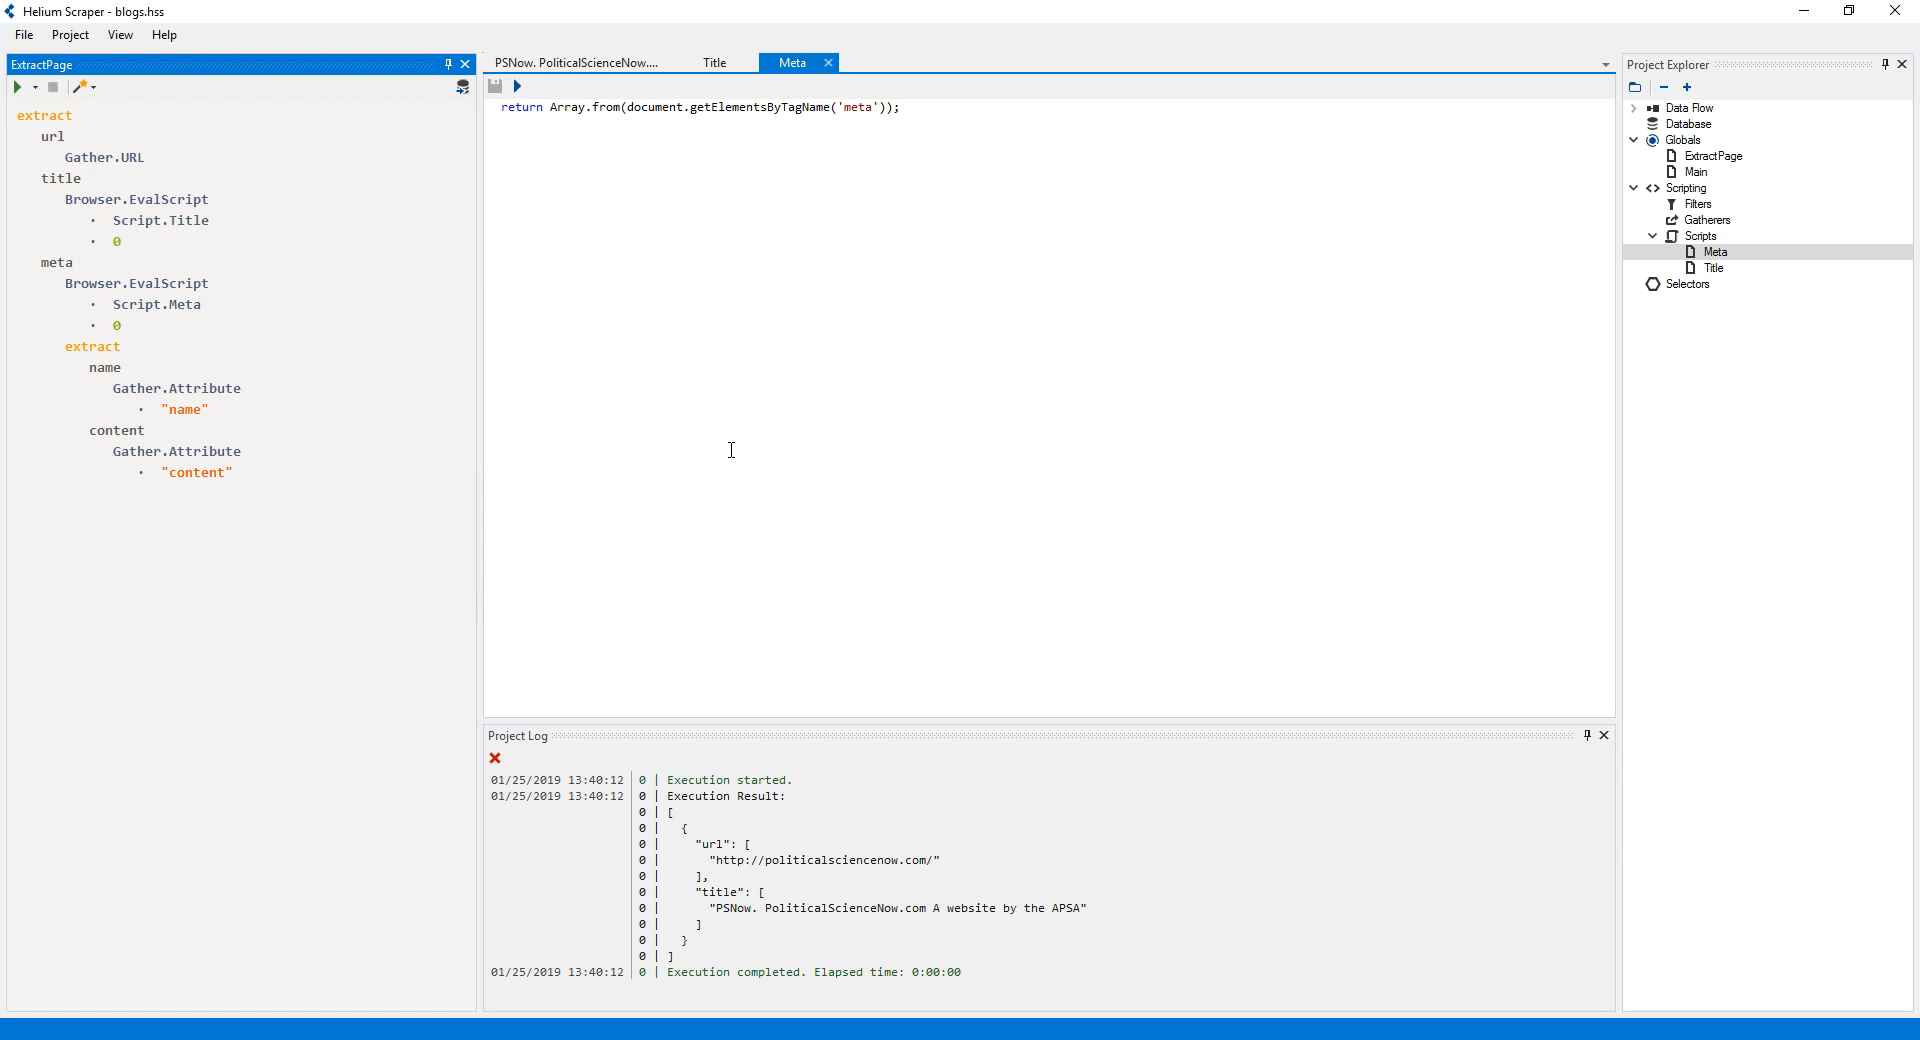 Helium Scraper - blogs.hss
File Project View Help
ExtractPage
extract
url
Gather.URL
title
Browser.EvalScript
· Script.Title
· 0
meta
Browser.EvalScript
· Script.Meta
· 0
extract
name
Gather.Attribute
· "name"
content
Gather.Attribute
· "content"
PSNow. PoliticalScienceNow.... Title Meta
return Array.from(document.getElementsByTagName('meta'));
Project Log
01/25/2019 13:40:12 0 | Execution started.
01/25/2019 13:40:12 0 | Execution Result:
0 | [
0 | {
0 | "url": [
0 | "http://politicalsciencenow.com/"
0 | ],
0 | "title": [
0 | "PSNow. PoliticalScienceNow.com A website by the APSA"
0 | ]
0 | }
0 | ]
01/25/2019 13:40:12 0 | Execution completed. Elapsed time: 0:00:00
Project Explorer
Data Flow
Database
Globals
ExtractPage
Main
Scripting
Filters
Gatherers
Scripts
Meta
Title
Selectors